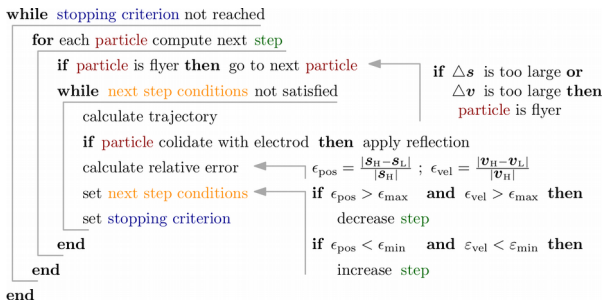 while stopping criterion not reached
for each particle compute next step
if particle is flyer then go to next particle
while next step conditions not satisfied
calculate trajectory
if particle colidate with electrod then apply reflection
calculate relative error
set next step conditions
set stopping criterion
end
end
end
if △s is too large or
△v is too large then
particle is flyer
ϵpos = |sH−sL| / |sH| ; ϵvel = |vH−vL| / |vH|
if ϵpos > ϵmax and ϵvel > ϵmax then
decrease step
if ϵpos < ϵmin and εvel < εmin then
increase step